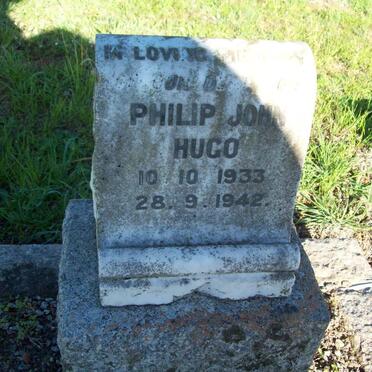 IN LOVING
PHILIP JOHN
HUGO
10 10 1933
28.9.1942.